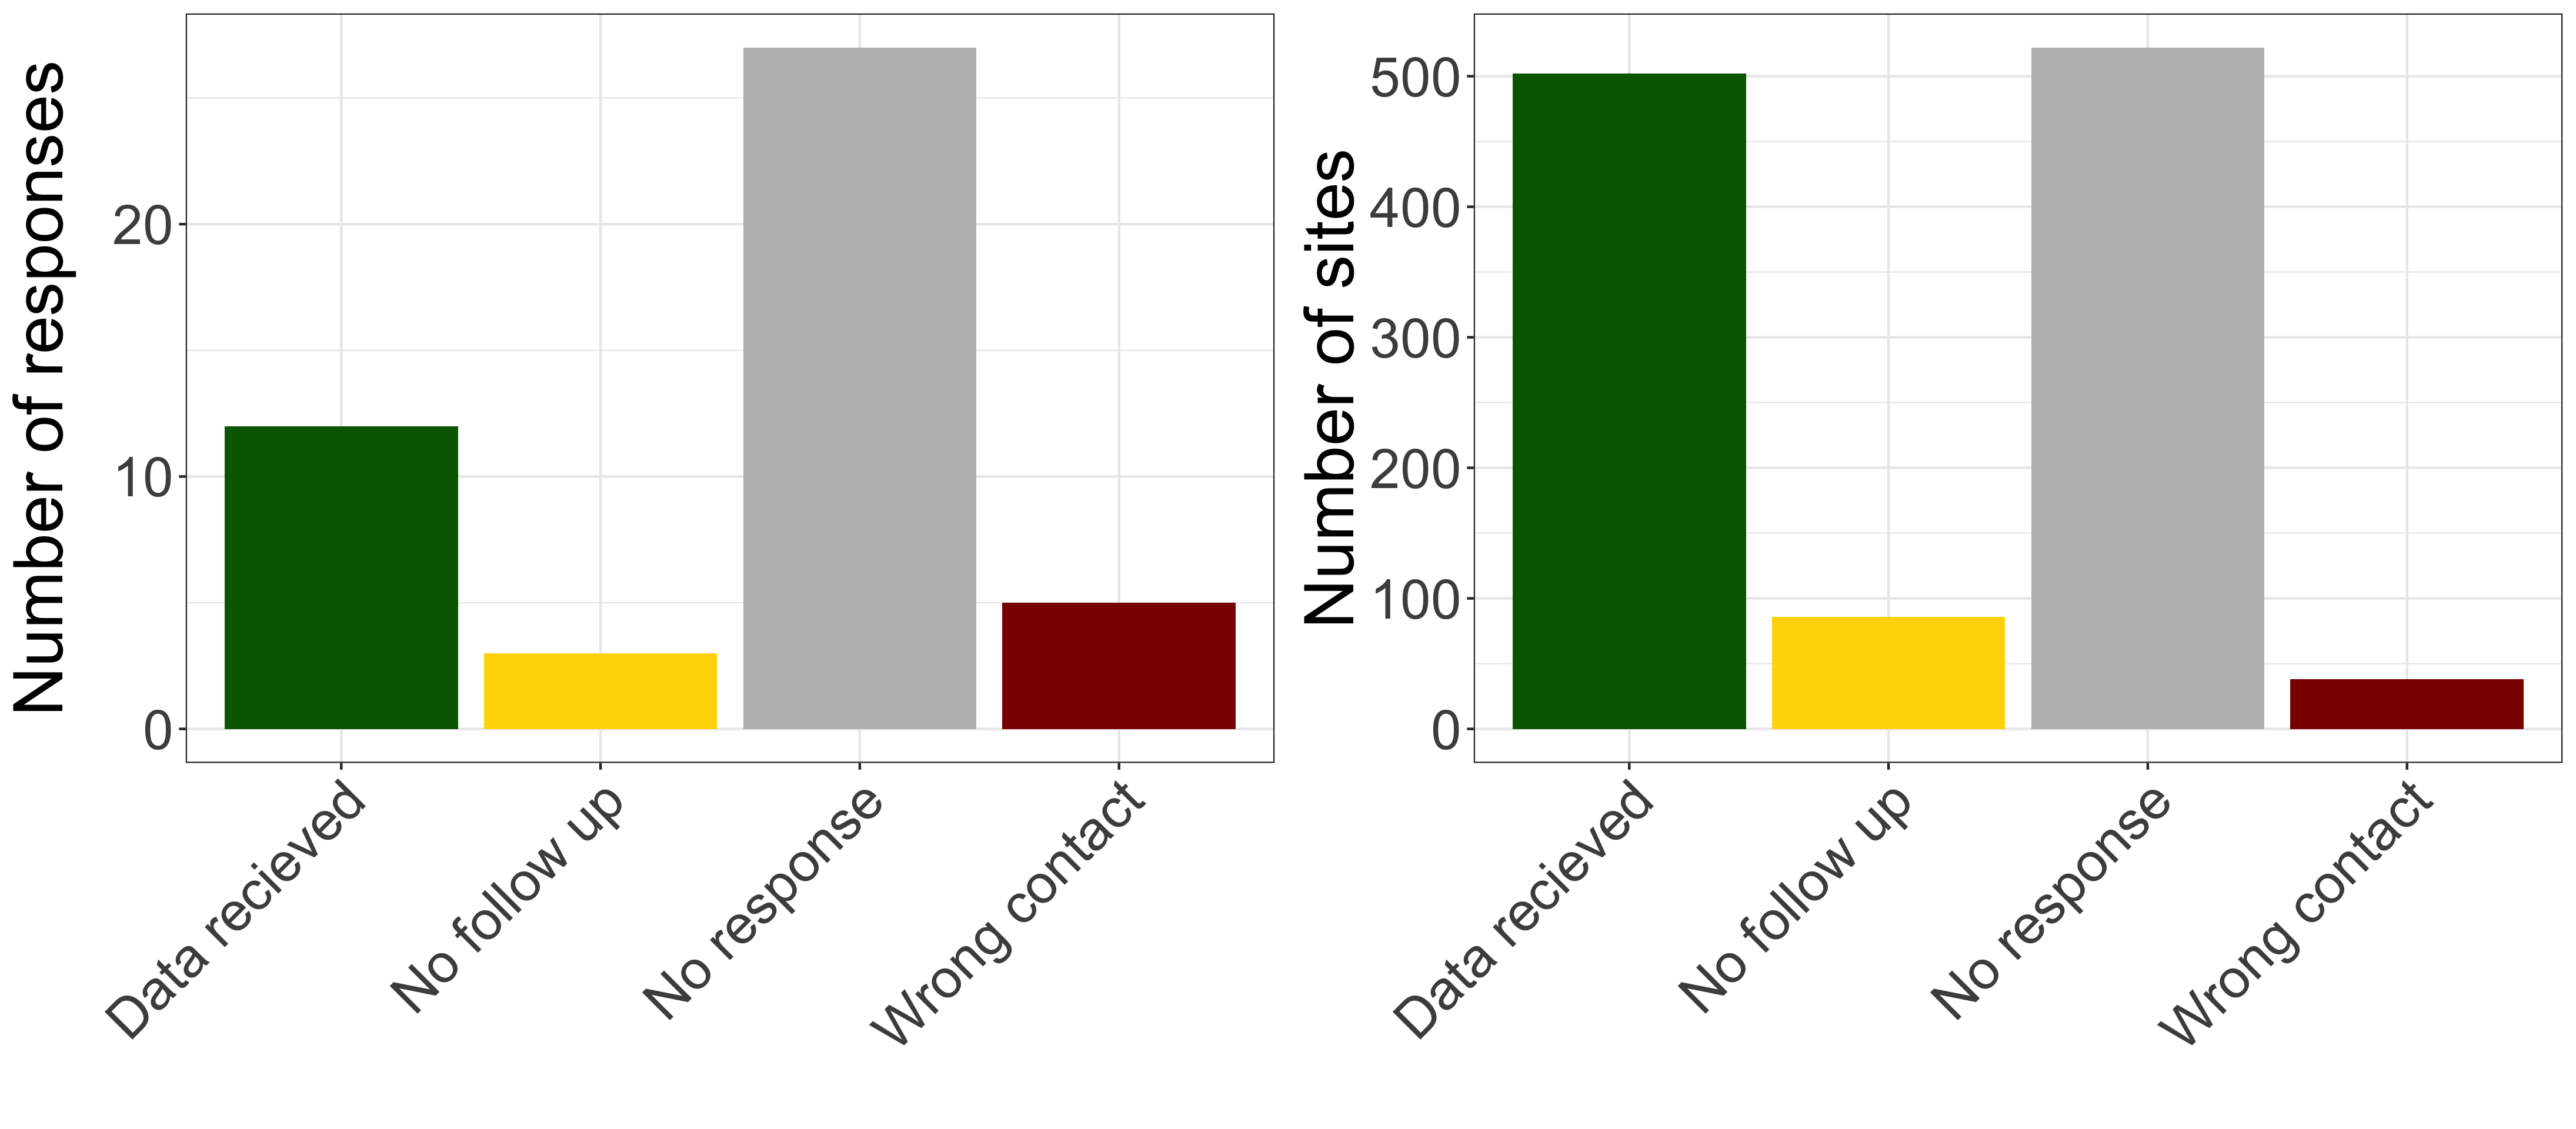 Number of responses
20
10
0
Data recieved
No follow up
No response
Wrong contact
Number of sites
500
400
300
200
100
0
Data recieved
No follow up
No response
Wrong contact